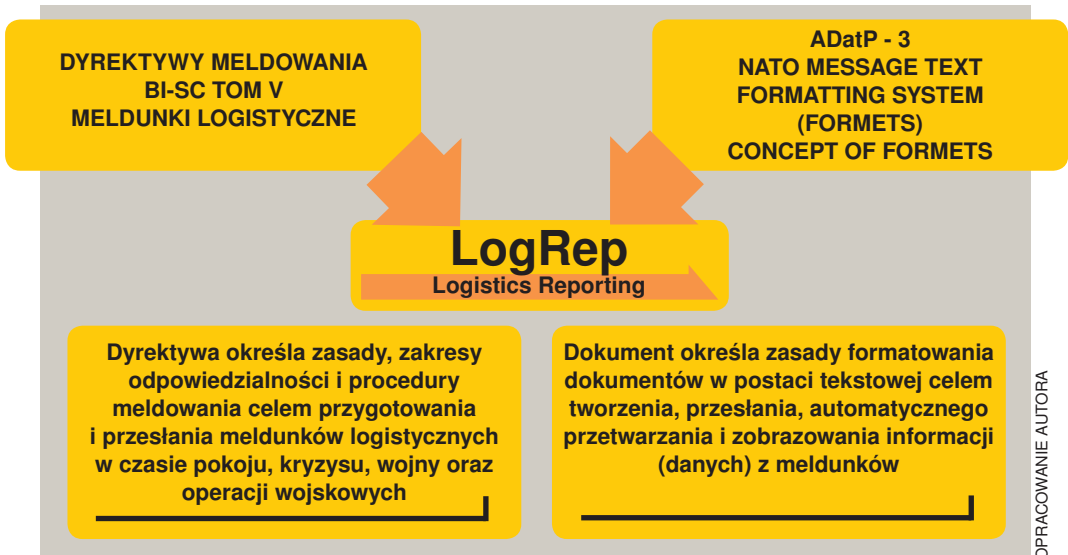 DYREKTYWY MELDOWANIA
BI-SC TOM V
MELDUNKI LOGISTYCZNE
ADatP - 3
NATO MESSAGE TEXT
FORMATTING SYSTEM
(FORMETS)
CONCEPT OF FORMETS
LogRep
Logistics Reporting
Dyrektywa określa zasady, zakresy
odpowiedzialności i procedury
meldowania celem przygotowania
i przesłania meldunków logistycznych
w czasie pokoju, kryzysu, wojny oraz
operacji wojskowych
Dokument określa zasady formatowania
dokumentów w postaci tekstowej celem
tworzenia, przesłania, automatycznego
przetwarzania i zobrazowania informacji
(danych) z meldunków
OPRACOWANIE AUTORA